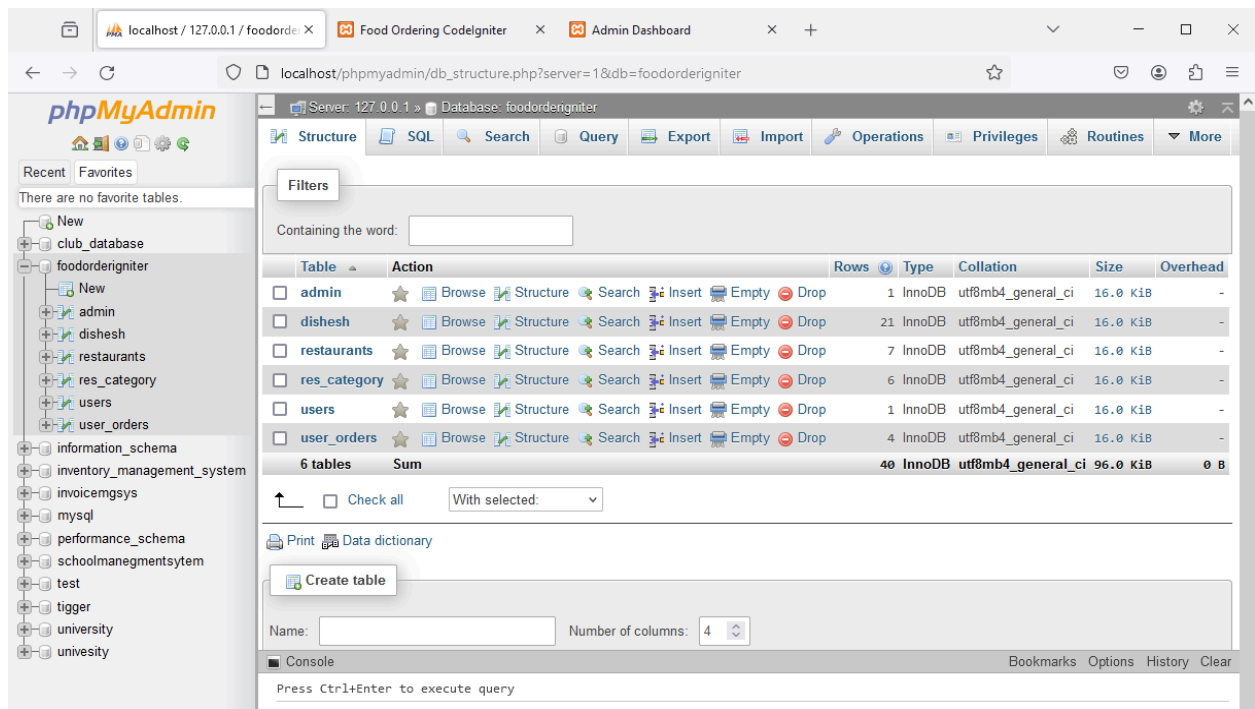 localhost / 127.0.0.1 / foodorde
Food Ordering CodeIgniter
Admin Dashboard
localhost/phpmyadmin/db_structure.php?server=1&db=foodorderigniter
phpMyAdmin
Recent Favorites
There are no favorite tables.
New
club_database
foodorderigniter
New
admin
dishesh
restaurants
res_category
users
user_orders
information_schema
inventory_management_system
invoicemgsys
mysql
performance_schema
schoolmanegmentsytem
test
tigger
university
univesity
Server: 127.0.0.1 » Database: foodorderigniter
Structure SQL Search Query Export Import Operations Privileges Routines More
Filters
Containing the word:
Table Action Rows Type Collation Size Overhead
admin Browse Structure Search Insert Empty Drop 1 InnoDB utf8mb4_general_ci 16.0 KiB -
dishesh Browse Structure Search Insert Empty Drop 21 InnoDB utf8mb4_general_ci 16.0 KiB -
restaurants Browse Structure Search Insert Empty Drop 7 InnoDB utf8mb4_general_ci 16.0 KiB -
res_category Browse Structure Search Insert Empty Drop 6 InnoDB utf8mb4_general_ci 16.0 KiB -
users Browse Structure Search Insert Empty Drop 1 InnoDB utf8mb4_general_ci 16.0 KiB -
user_orders Browse Structure Search Insert Empty Drop 4 InnoDB utf8mb4_general_ci 16.0 KiB -
6 tables Sum 40 InnoDB utf8mb4_general_ci 96.0 KiB 0 B
Check all With selected:
Print Data dictionary
Create table
Name: Number of columns: 4
Console Bookmarks Options History Clear
Press Ctrl+Enter to execute query